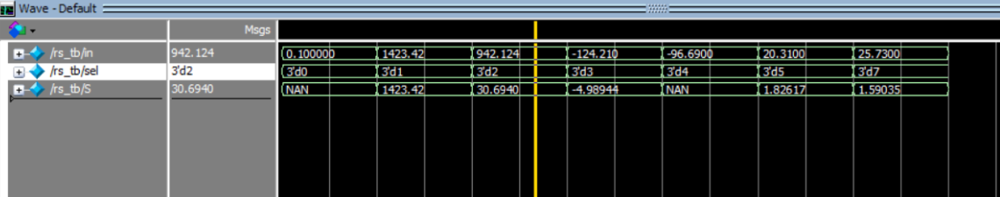 Wave - Default
Msgs
/rs_tb/in 942.124 0.100000 1423.42 942.124 -124.210 -96.6900 20.3100 25.7300
/rs_tb/sel 3'd2 3'd0 3'd1 3'd2 3'd3 3'd4 3'd5 3'd7
/rs_tb/S 30.6940 NAN 1423.42 30.6940 -4.98944 NAN 1.82617 1.59035